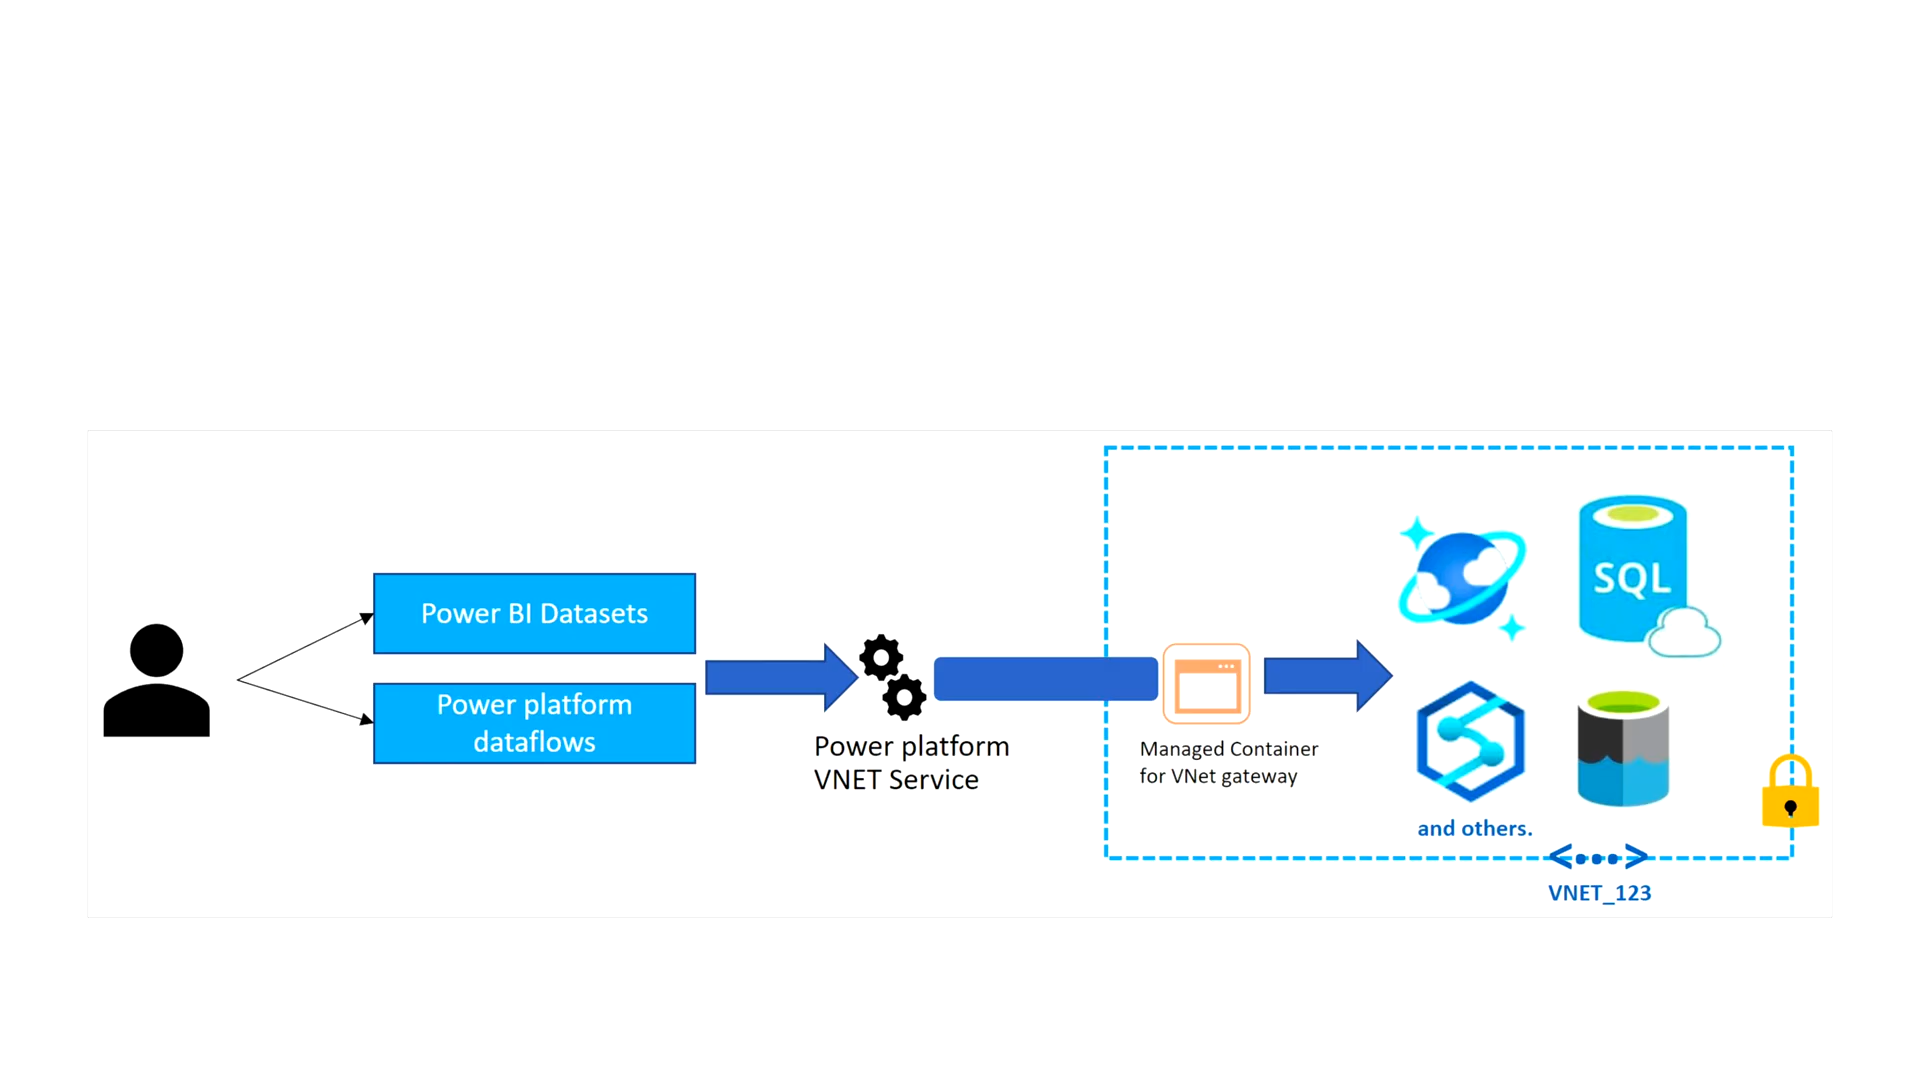 Power BI Datasets
Power platform
dataflows
Power platform
VNET Service
Managed Container
for VNet gateway
SQL
and others.
VNET_123